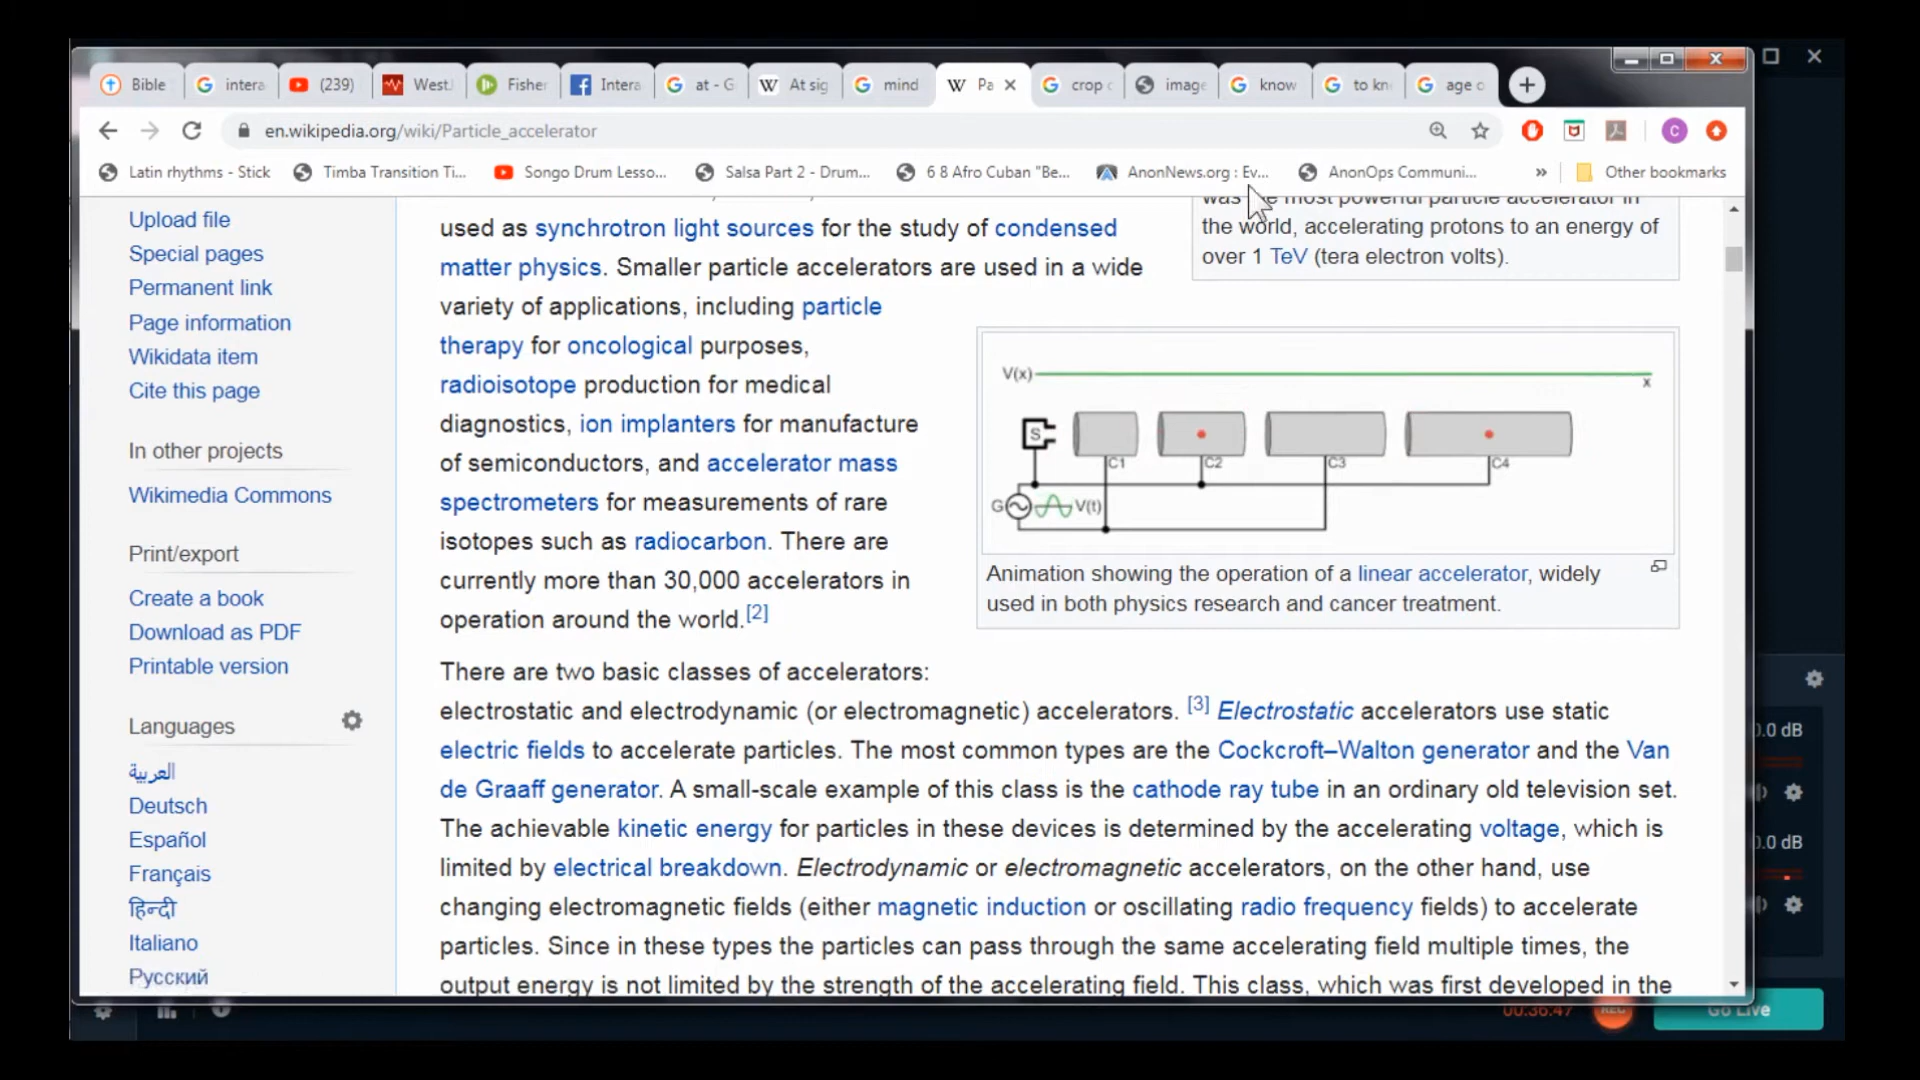 Bible
intera
(239)
West.
Fisher
Intera
at - G
At sig
mind
Pa
crop c
image
know
to kn
age o
en.wikipedia.org/wiki/Particle_accelerator
C
Latin rhythms - Stick
Timba Transition Ti...
Songo Drum Lesso...
Salsa Part 2 - Drum...
6 8 Afro Cuban "Be...
AnonNews.org : Ev...
AnonOps Communi...
Other bookmarks
Upload file
Special pages
Permanent link
Page information
Wikidata item
Cite this page
In other projects
Wikimedia Commons
Print/export
Create a book
Download as PDF
Printable version
Languages
العربية
Deutsch
Español
Français
हिन्दी
Italiano
Русский
used as synchrotron light sources for the study of condensed
matter physics. Smaller particle accelerators are used in a wide
variety of applications, including particle
therapy for oncological purposes,
radioisotope production for medical
diagnostics, ion implanters for manufacture
of semiconductors, and accelerator mass
spectrometers for measurements of rare
isotopes such as radiocarbon. There are
currently more than 30,000 accelerators in
operation around the world.[2]
was the most powerful particle accelerator in
the world, accelerating protons to an energy of
over 1 TeV (tera electron volts).
V(x)
x
S
C1
C2
C3
C4
G
V(t)
Animation showing the operation of a linear accelerator, widely
used in both physics research and cancer treatment.
There are two basic classes of accelerators:
electrostatic and electrodynamic (or electromagnetic) accelerators. [3] Electrostatic accelerators use static
electric fields to accelerate particles. The most common types are the Cockcroft–Walton generator and the Van
de Graaff generator. A small-scale example of this class is the cathode ray tube in an ordinary old television set.
The achievable kinetic energy for particles in these devices is determined by the accelerating voltage, which is
limited by electrical breakdown. Electrodynamic or electromagnetic accelerators, on the other hand, use
changing electromagnetic fields (either magnetic induction or oscillating radio frequency fields) to accelerate
particles. Since in these types the particles can pass through the same accelerating field multiple times, the
output energy is not limited by the strength of the accelerating field. This class, which was first developed in the
0.0 dB
0.0 dB
00:36:47
REC
Go Live